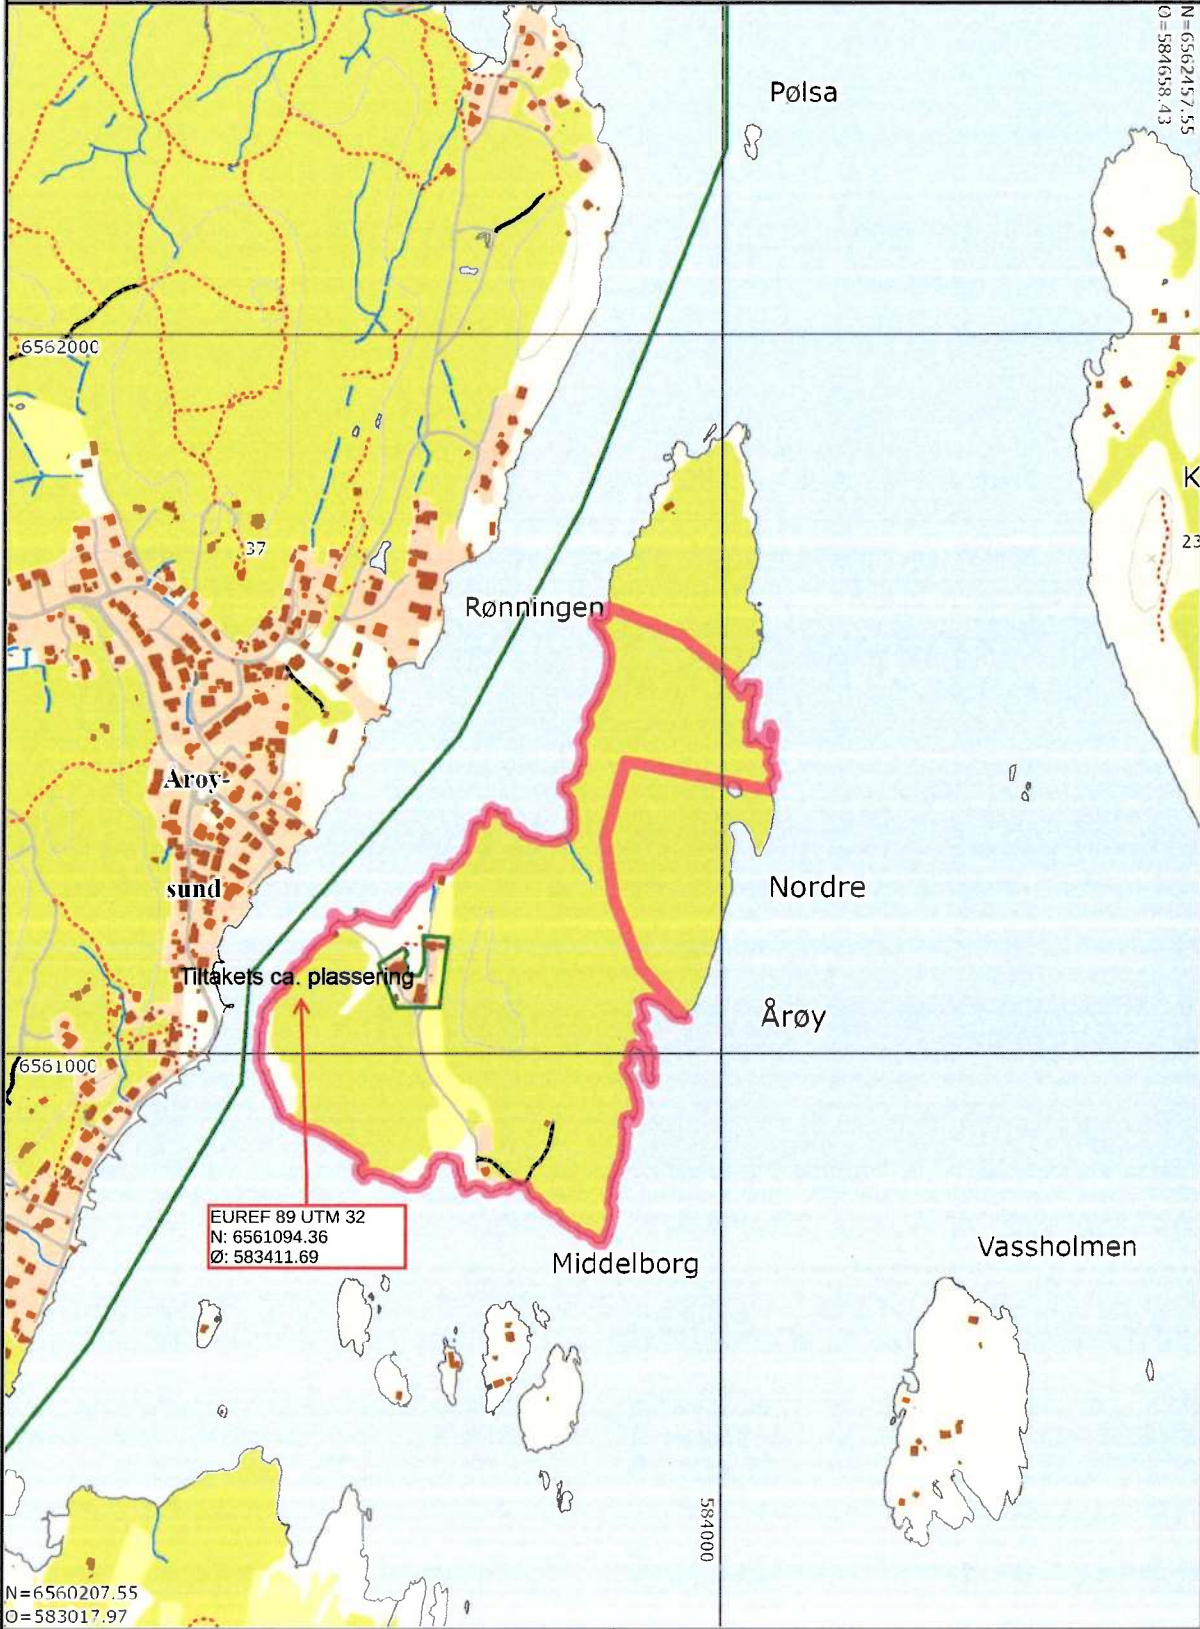 N=6562457.55
Ø=584658.43
Pølsa
6562000
K
37
23
Rønningen
Arøy-
sund
Nordre
Tiltakets ca. plassering
Årøy
6561000
EUREF 89 UTM 32
N: 6561094.36
Ø: 583411.69
Middelborg
Vassholmen
584000
N=6560207.55
O=583017.97